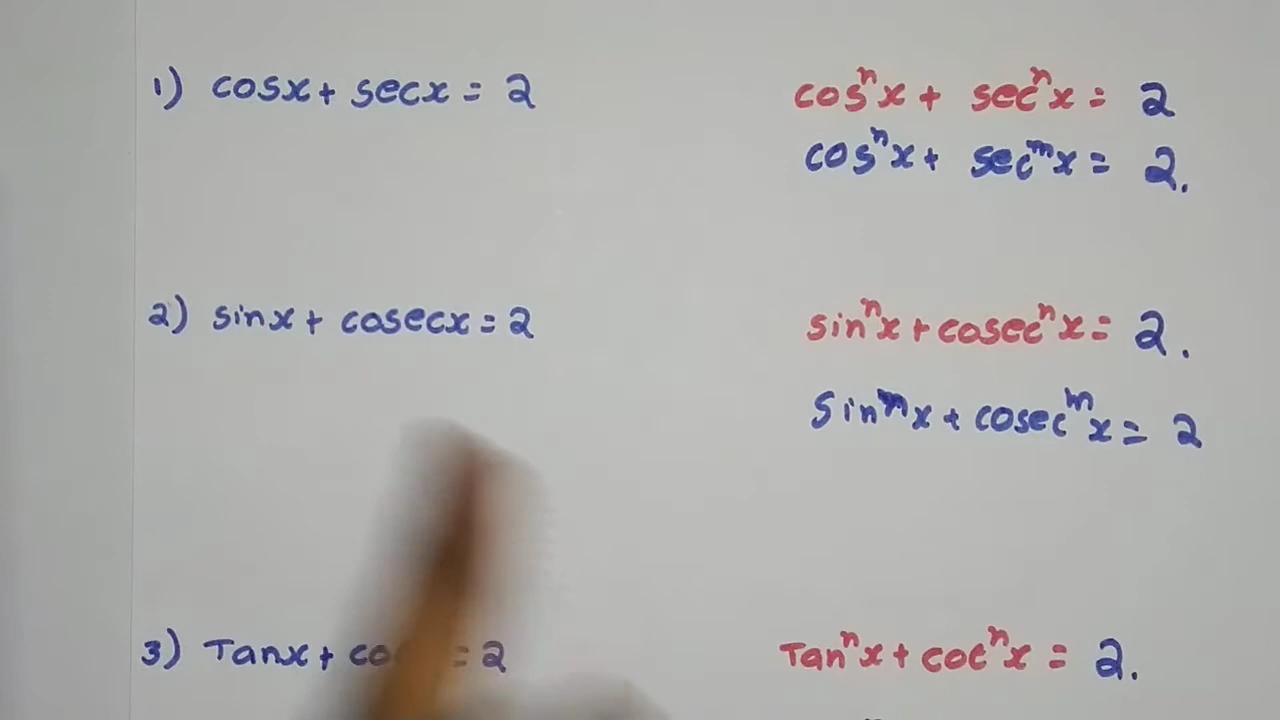 1) cosx + secx = 2
cosⁿx + secⁿx = 2
cosⁿx + secᵐx = 2.
2) sinx + cosecx = 2
sinⁿx + cosecⁿx = 2.
sinᵐx + cosecᵐx = 2
3) Tanx + = 2
Tanⁿx + cotⁿx = 2.